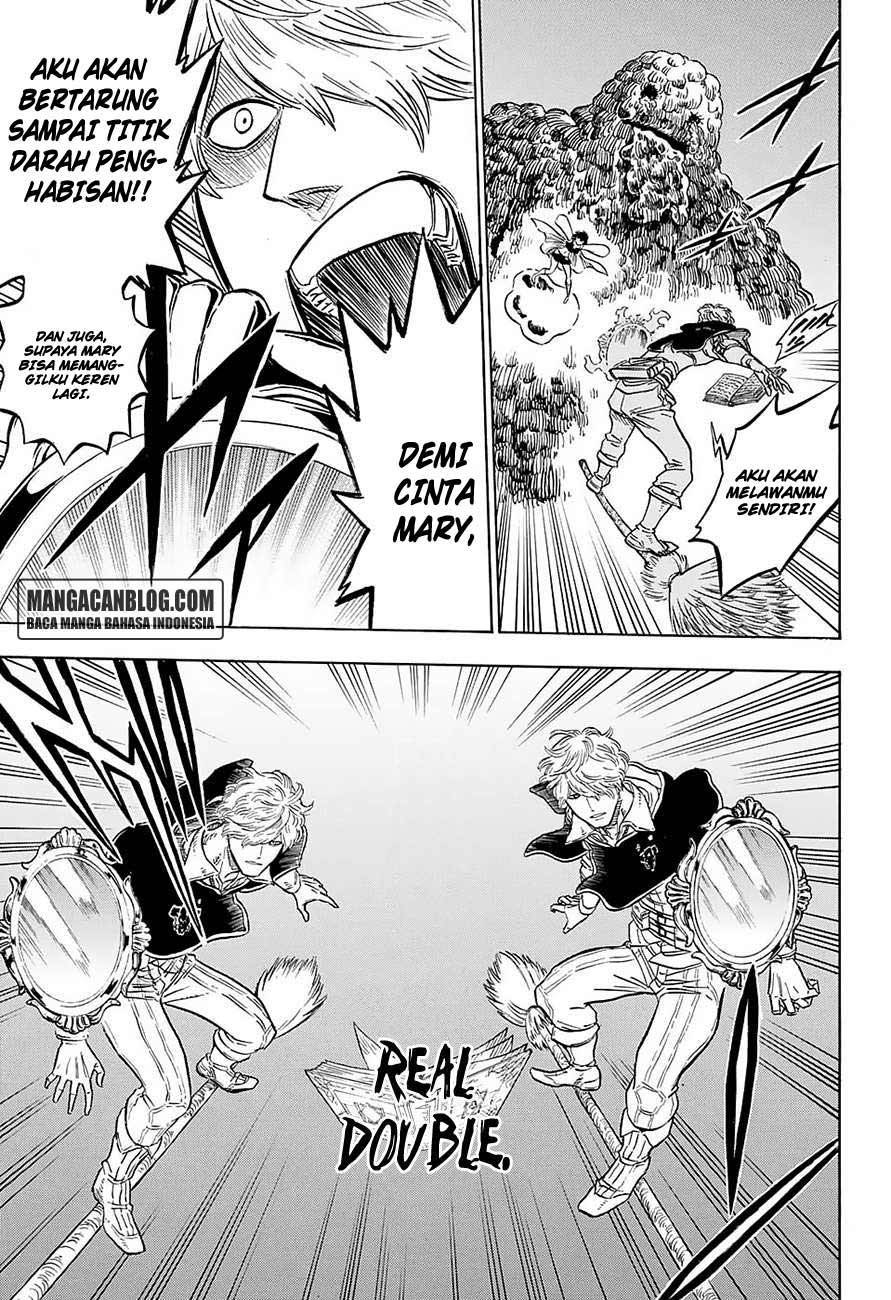 AKU AKAN
MELAWANMU
SENDIRI!
DEMI
CINTA
MARY,
AKU AKAN
BERTARUNG
SAMPAI TITIK
DARAH PENG-
HABISAN!!
DAN JUGA,
SUPAYA MARY
BISA MEMANG-
GILKU KEREN
LAGI.
MANGACANBLOG.COM
BACA MANGA BAHASA INDONESIA
REAL
DOUBLE.